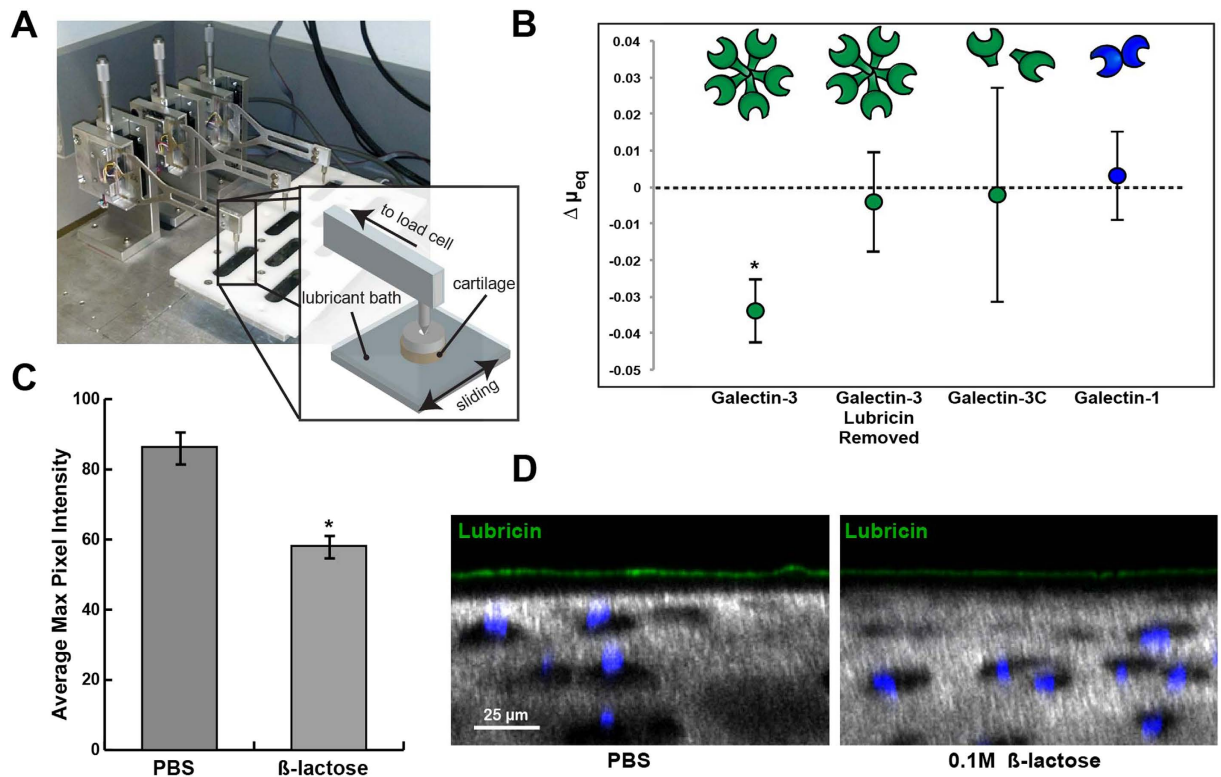 A
to load cell
lubricant bath
cartilage
sliding
B
Δ μeq
0.04
0.03
0.02
0.01
0
-0.01
-0.02
-0.03
-0.04
-0.05
*
Galectin-3
Galectin-3
Lubricin
Removed
Galectin-3C
Galectin-1
C
Average Max Pixel Intensity
100
80
60
40
20
0
*
PBS
ß-lactose
D
Lubricin
25 µm
PBS
Lubricin
0.1M ß-lactose